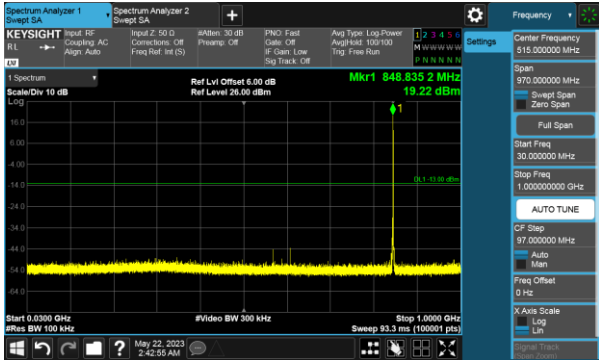 Spectrum Analyzer 1
Swept SA
Spectrum Analyzer 2
Swept SA
Frequency
KEYSIGHT
RL
Input: RF
Coupling: AC
Align: Auto
Input Z: 50 Ω
Corrections: Off
Freq Ref: Int (S)
#Atten: 30 dB
Preamp: Off
PNO: Fast
Gate: Off
IF Gain: Low
Sig Track: Off
Avg Type: Log-Power
Avg|Hold: 100/100
Trig: Free Run
1 2 3 4 5 6
M W W W W W
P N N N N N
Settings
1 Spectrum
Scale/Div 10 dB
Log
Ref Lvl Offset 6.00 dB
Ref Level 26.00 dBm
Mkr1 848.835 2 MHz
19.22 dBm
1
16.0
6.00
-4.00
-14.0
-24.0
-34.0
-44.0
-54.0
-64.0
DL1 -13.00 dBm
Start 0.0300 GHz
#Res BW 100 kHz
#Video BW 300 kHz
Stop 1.0000 GHz
Sweep 93.3 ms (100001 pts)
May 22, 2023
2:42:55 AM
Center Frequency
515.000000 MHz
Span
970.000000 MHz
Swept Span
Zero Span
Full Span
Start Freq
30.000000 MHz
Stop Freq
1.000000000 GHz
AUTO TUNE
CF Step
97.000000 MHz
Auto
Man
Freq Offset
0 Hz
X Axis Scale
Log
Lin
Signal Track
(Span Zoom)